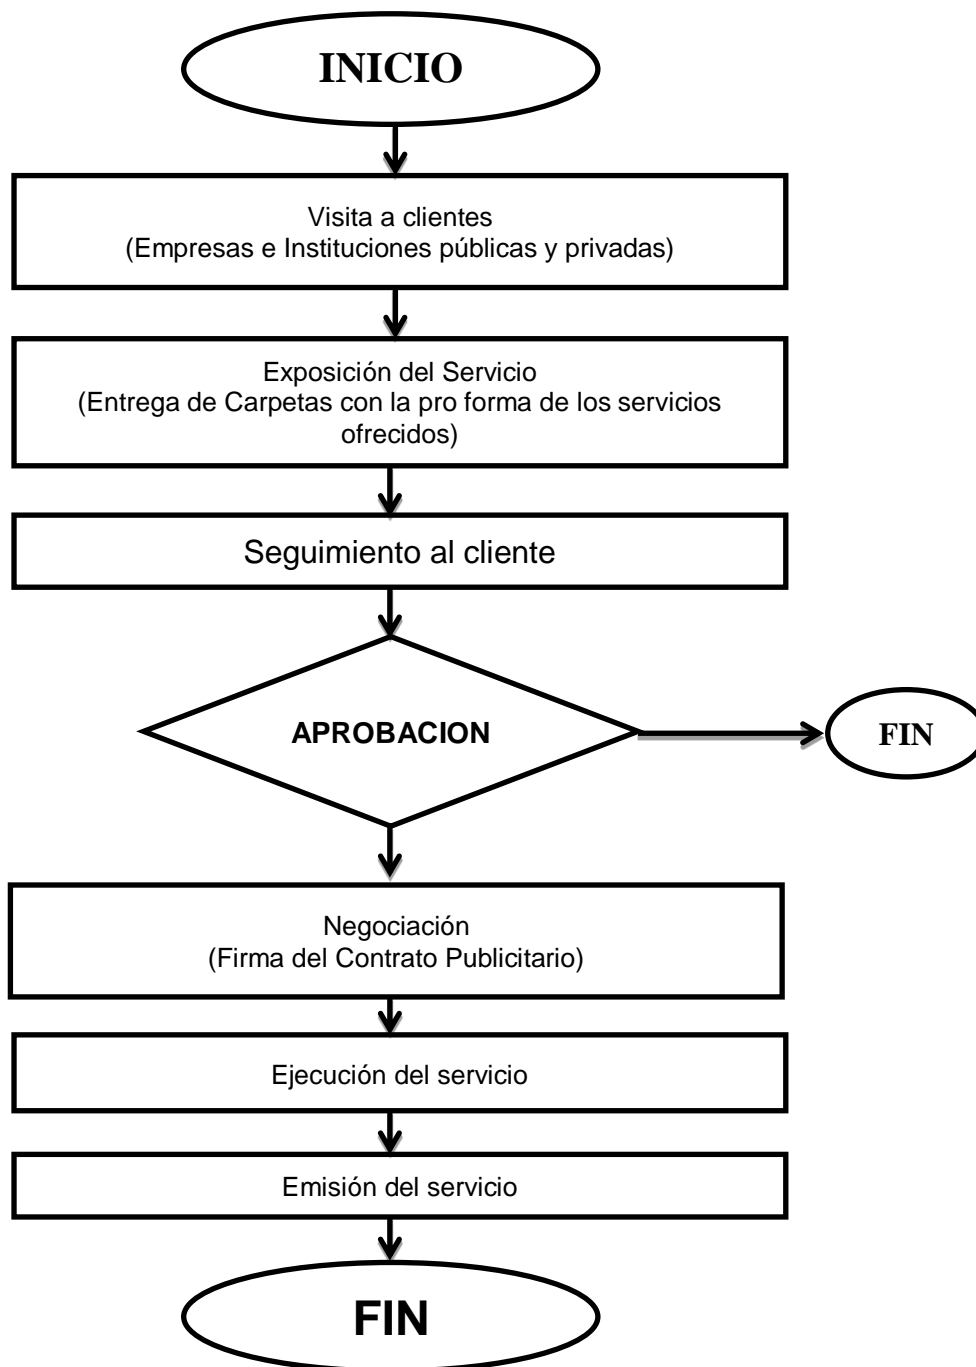 INICIO
Visita a clientes
(Empresas e Instituciones públicas y privadas)
Exposición del Servicio
(Entrega de Carpetas con la pro forma de los servicios
ofrecidos)
Seguimiento al cliente
APROBACION
FIN
Negociación
(Firma del Contrato Publicitario)
Ejecución del servicio
Emisión del servicio
FIN